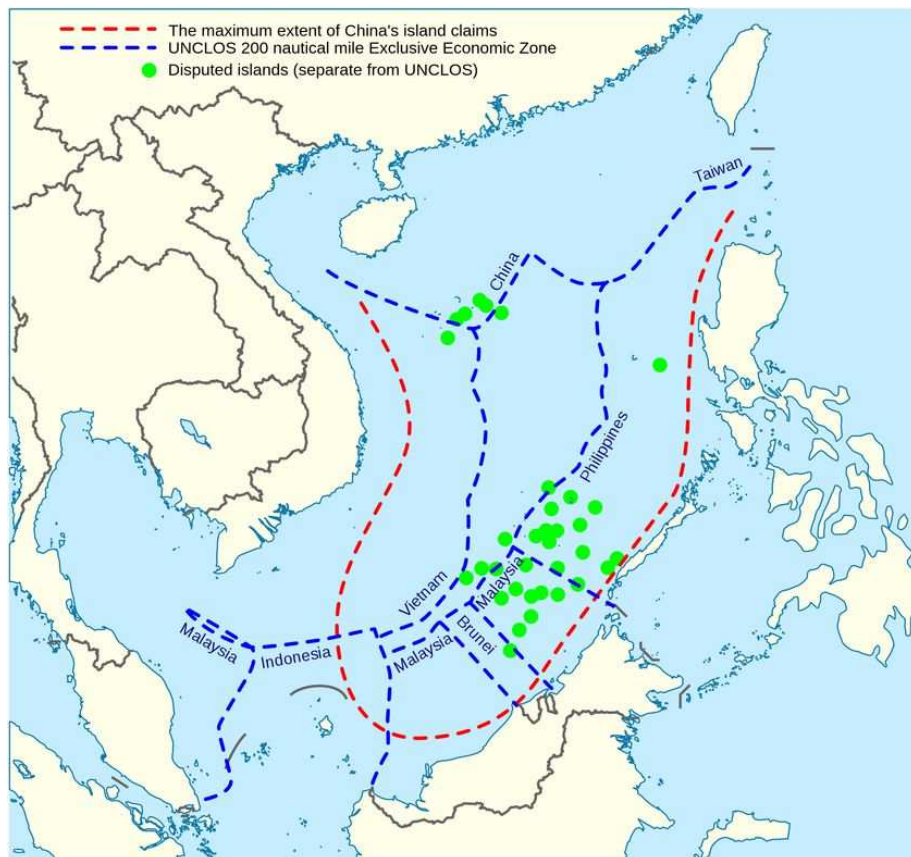 The maximum extent of China's island claims
UNCLOS 200 nautical mile Exclusive Economic Zone
Disputed islands (separate from UNCLOS)
Taiwan
China
Philippines
Malaysia
Vietnam
Brunei
Malaysia
Indonesia
Malaysia